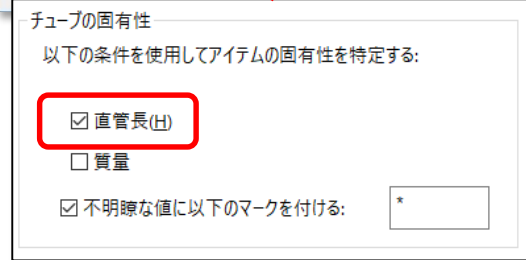 チューブの固有性
以下の条件を使用してアイテムの固有性を特定する:
直管長(H)
質量
不明瞭な値に以下のマークを付ける:
*